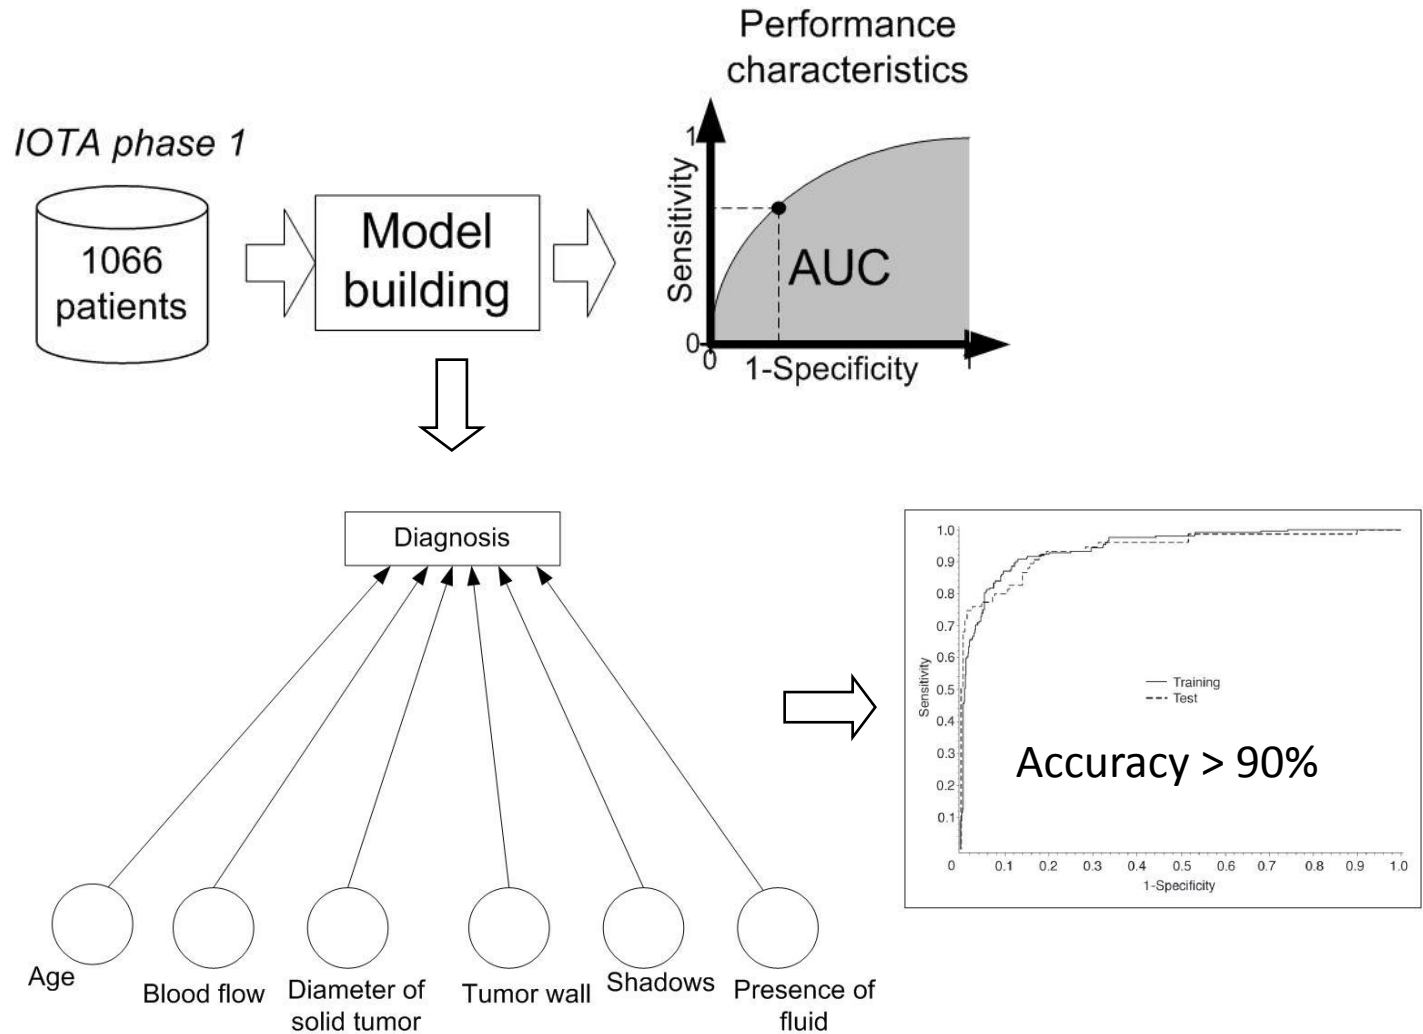 Performance
characteristics
IOTA phase 1
1066
patients
Model
building
Sensitivity
1
AUC
0
0
1-Specificity
Diagnosis
Age
Blood flow
Diameter of
solid tumor
Tumor wall
Shadows
Presence of
fluid
1.0
0.9
0.8
0.7
0.6
0.5
0.4
0.3
0.2
0.1
Sensitivity
Training
Test
Accuracy > 90%
0 0.1 0.2 0.3 0.4 0.5 0.6 0.7 0.8 0.9 1.0
1-Specificity